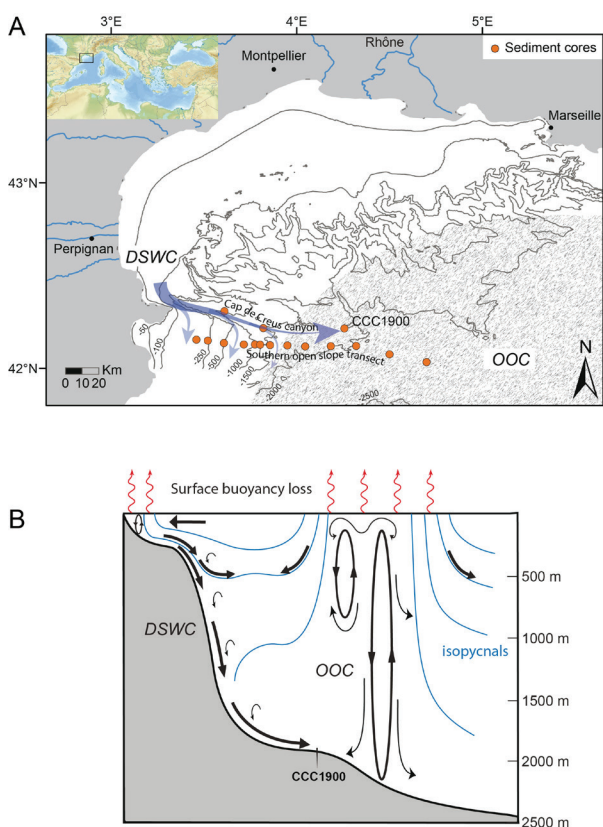 A
3°E
4°E
5°E
Sediment cores
Rhône
Montpellier
Marseille
43°N
Perpignan
DSWC
Cap de Creus canyon
CCC1900
-50
-100
-250
-500
-1000
-1500
-2000
-2500
Southern open slope transect
OOC
42°N
Km
0 10 20
N
B
Surface buoyancy loss
500 m
DSWC
1000 m
isopycnals
OOC
1500 m
CCC1900
2000 m
2500 m